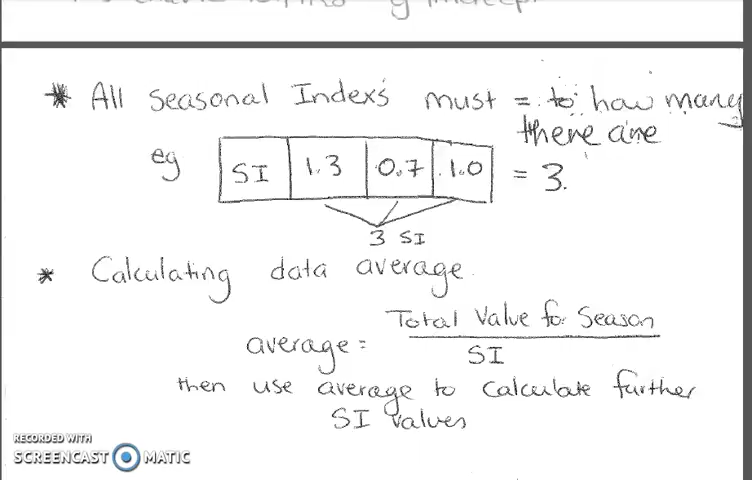 * All Seasonal Indexs must = to how many
there are
eg SI 1.3 0.7 1.0 = 3.
3 SI
* Calculating data average.
average = Total Value for Season
SI
then use average to calculate further
SI values
RECORDED WITH
SCREENCAST MATIC